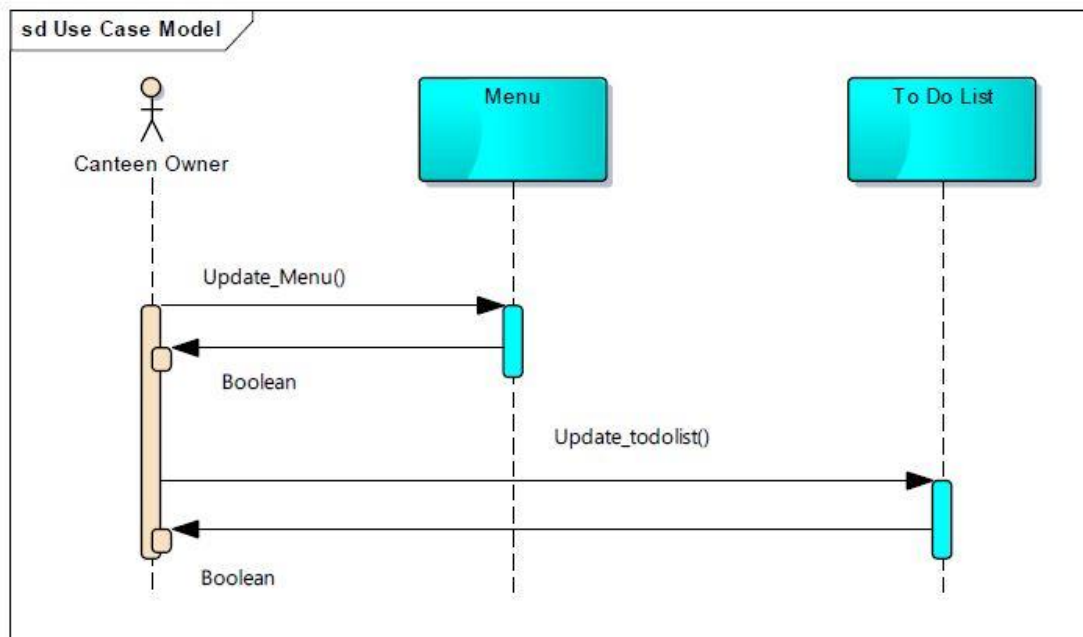 sd Use Case Model
Canteen Owner
Menu
To Do List
Update_Menu()
Boolean
Update_todolist()
Boolean